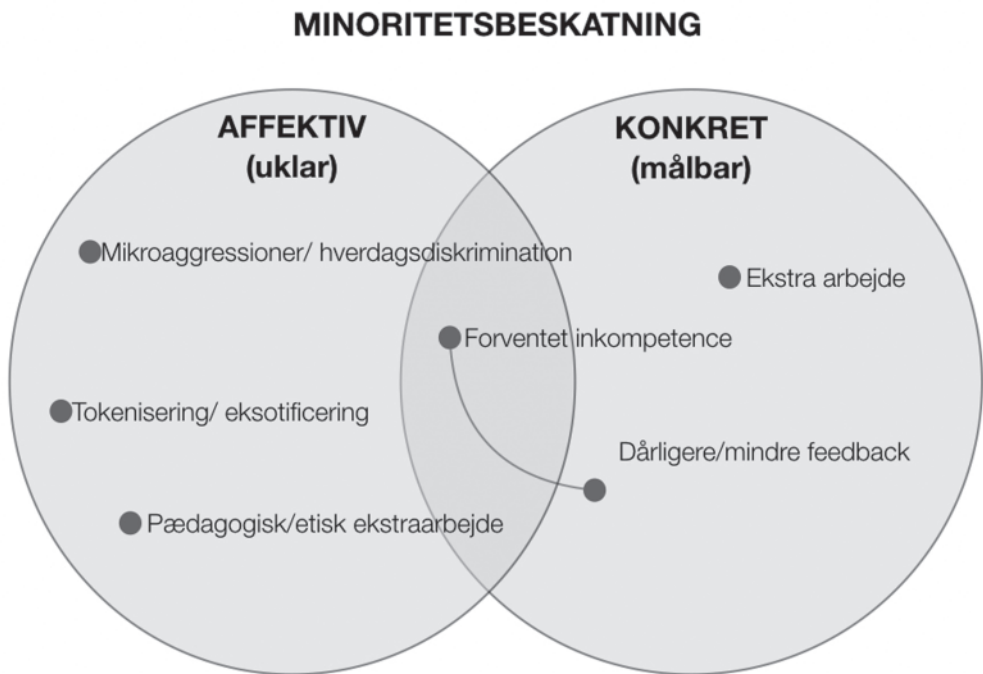 MINORITETSBESKATNING
AFFEKTIV
(uklar)
KONKRET
(målbar)
Mikroaggressioner/ hverdagsdiskrimination
Ekstra arbejde
Forventet inkompetence
Tokenisering/ eksotificering
Dårligere/mindre feedback
Pædagogisk/etisk ekstraarbejde